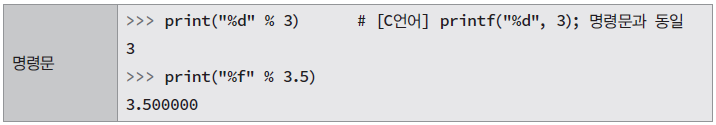 명령문
>>> print("%d" % 3) # [C언어] printf("%d", 3); 명령문과 동일
3
>>> print("%f" % 3.5)
3.500000